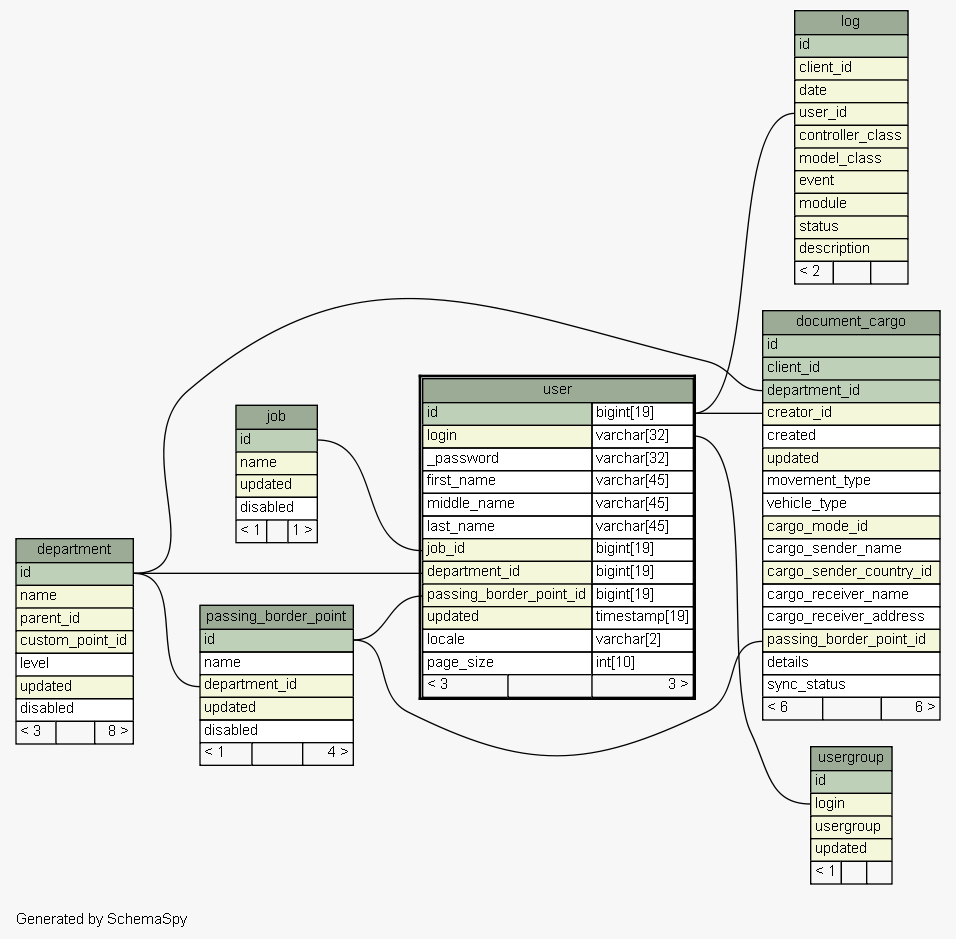 log
id
client_id
date
user_id
controller_class
model_class
event
module
status
description
< 2
document_cargo
id
client_id
department_id
creator_id
created
updated
movement_type
vehicle_type
cargo_mode_id
cargo_sender_name
cargo_sender_country_id
cargo_receiver_name
cargo_receiver_address
passing_border_point_id
details
sync_status
< 6 6 >
user
id bigint[19]
login varchar[32]
_password varchar[32]
first_name varchar[45]
middle_name varchar[45]
last_name varchar[45]
job_id bigint[19]
department_id bigint[19]
passing_border_point_id bigint[19]
updated timestamp[19]
locale varchar[2]
page_size int[10]
< 3 3 >
job
id
name
updated
disabled
< 1 1 >
department
id
name
parent_id
custom_point_id
level
updated
disabled
< 3 8 >
passing_border_point
id
name
department_id
updated
disabled
< 1 4 >
usergroup
id
login
usergroup
updated
< 1
Generated by SchemaSpy